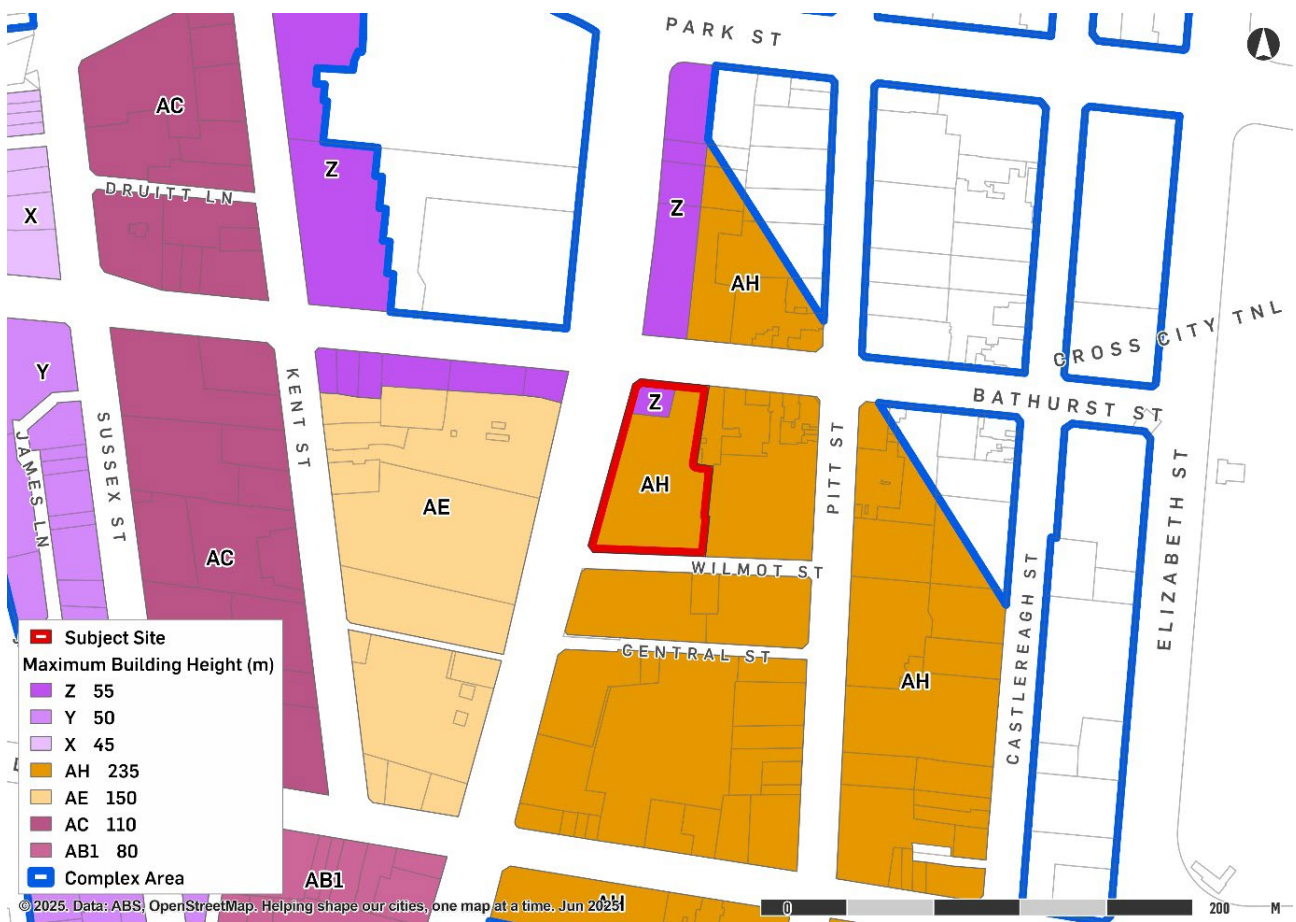 PARK ST
AC
Z
DRUITT LN
X
Z
AH
CROSS CITY TNL
Y
KENT ST
BATHURST ST
Z
JAMES LN
SUSSEX ST
AH
PITT ST
ELIZABETH ST
AE
AC
WILMOT ST
CASTLEREAGH ST
CENTRAL ST
AH
Subject Site
Maximum Building Height (m)
Z 55
Y 50
X 45
AH 235
AE 150
AC 110
AB1 80
Complex Area
AB1
AH
© 2025. Data: ABS, OpenStreetMap. Helping shape our cities, one map at a time. Jun 2025
0 200 M